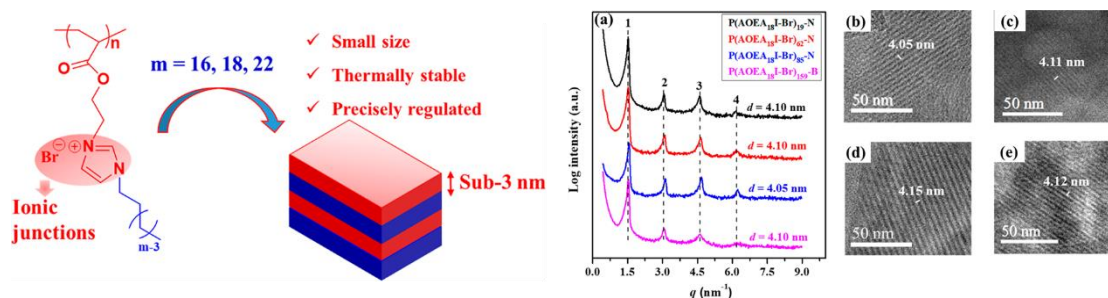 n
O
O
m = 16, 18, 22
✓ Small size
✓ Thermally stable
✓ Precisely regulated
Br
⊖
⊕
N
N
Ionic
junctions
m-3
Sub-3 nm
(a)
1
2
3
4
P(AOEA18I-Br)19-N
P(AOEA18I-Br)62-N
P(AOEA18I-Br)85-N
P(AOEA18I-Br)159-B
d = 4.10 nm
d = 4.10 nm
d = 4.05 nm
d = 4.10 nm
Log intensity (a.u.)
0.0 1.5 3.0 4.5 6.0 7.5 9.0
q (nm⁻¹)
(b)
4.05 nm
50 nm
(c)
4.11 nm
50 nm
(d)
4.15 nm
50 nm
(e)
4.12 nm
50 nm